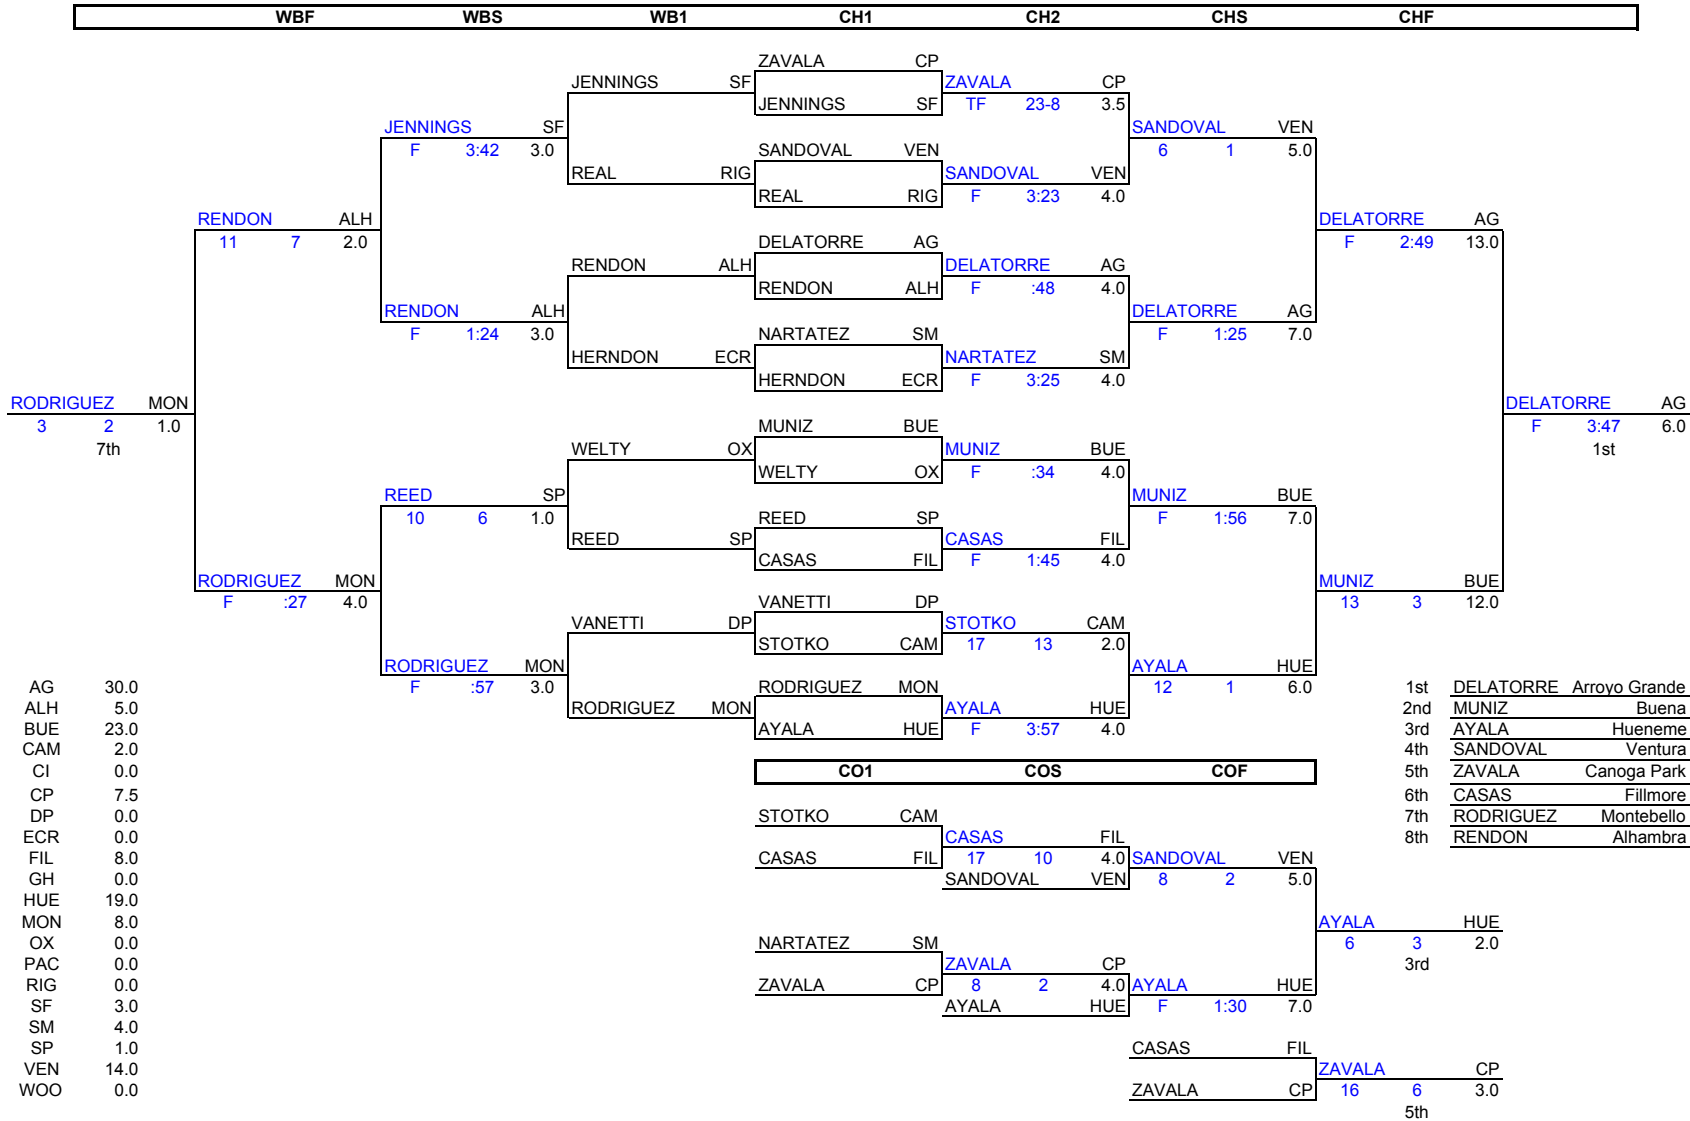 WBF WBS WB1 CH1 CH2 CHS CHF
ZAVALA CP
JENNINGS SF ZAVALA CP
JENNINGS SF TF 23-8 3.5
JENNINGS SF SANDOVAL VEN
F 3:42 3.0 SANDOVAL VEN 6 1 5.0
REAL RIG SANDOVAL VEN
REAL RIG F 3:23 4.0
RENDON ALH DELATORRE AG
11 7 2.0 DELATORRE AG F 2:49 13.0
RENDON ALH DELATORRE AG
RENDON ALH F :48 4.0
RENDON ALH DELATORRE AG
F 1:24 3.0 NARTATEZ SM F 1:25 7.0
HERNDON ECR NARTATEZ SM
HERNDON ECR F 3:25 4.0
RODRIGUEZ MON DELATORRE AG
3 2 1.0 MUNIZ BUE F 3:47 6.0
7th WELTY OX MUNIZ BUE 1st
WELTY OX F :34 4.0
REED SP MUNIZ BUE
10 6 1.0 REED SP F 1:56 7.0
REED SP CASAS FIL
CASAS FIL F 1:45 4.0
RODRIGUEZ MON MUNIZ BUE
F :27 4.0 VANETTI DP 13 3 12.0
VANETTI DP STOTKO CAM
STOTKO CAM 17 13 2.0
RODRIGUEZ MON AYALA HUE
AG 30.0 F :57 3.0 RODRIGUEZ MON 12 1 6.0 1st DELATORRE Arroyo Grande
ALH 5.0 RODRIGUEZ MON AYALA HUE 2nd MUNIZ Buena
BUE 23.0 AYALA HUE F 3:57 4.0 3rd AYALA Hueneme
CAM 2.0 4th SANDOVAL Ventura
CI 0.0 CO1 COS COF 5th ZAVALA Canoga Park
CP 7.5 6th CASAS Fillmore
DP 0.0 STOTKO CAM 7th RODRIGUEZ Montebello
ECR 0.0 CASAS FIL 8th RENDON Alhambra
FIL 8.0 CASAS FIL 17 10 4.0 SANDOVAL VEN
GH 0.0 SANDOVAL VEN 8 2 5.0
HUE 19.0
MON 8.0 AYALA HUE
OX 0.0 NARTATEZ SM 6 3 2.0
PAC 0.0 ZAVALA CP 3rd
RIG 0.0 ZAVALA CP 8 2 4.0 AYALA HUE
SF 3.0 AYALA HUE F 1:30 7.0
SM 4.0
SP 1.0 CASAS FIL
VEN 14.0 ZAVALA CP
WOO 0.0 ZAVALA CP 16 6 3.0
5th